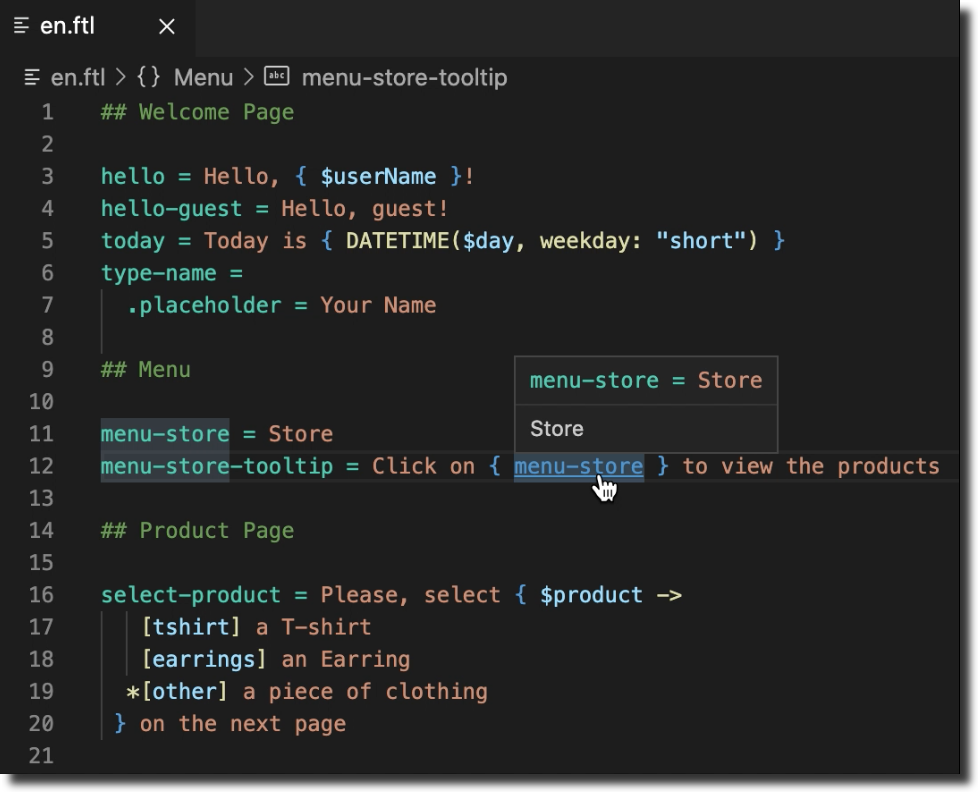 en.ftl
en.ftl > {} Menu > abc menu-store-tooltip
1 ## Welcome Page
2
3 hello = Hello, { $userName }!
4 hello-guest = Hello, guest!
5 today = Today is { DATETIME($day, weekday: "short") }
6 type-name =
7 .placeholder = Your Name
8
9 ## Menu
menu-store = Store
10
Store
11 menu-store = Store
12 menu-store-tooltip = Click on { menu-store } to view the products
13
14 ## Product Page
15
16 select-product = Please, select { $product ->
17 [tshirt] a T-shirt
18 [earrings] an Earring
19 *[other] a piece of clothing
20 } on the next page
21